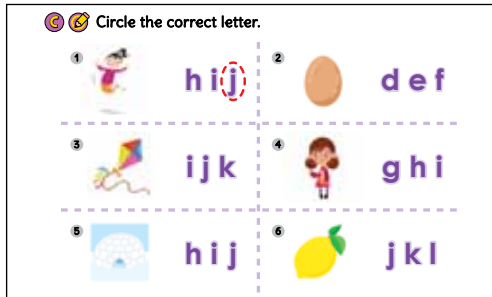 C Circle the correct letter.
1 h i j 2 d e f
3 i j k 4 g h i
5 h i j 6 j k l